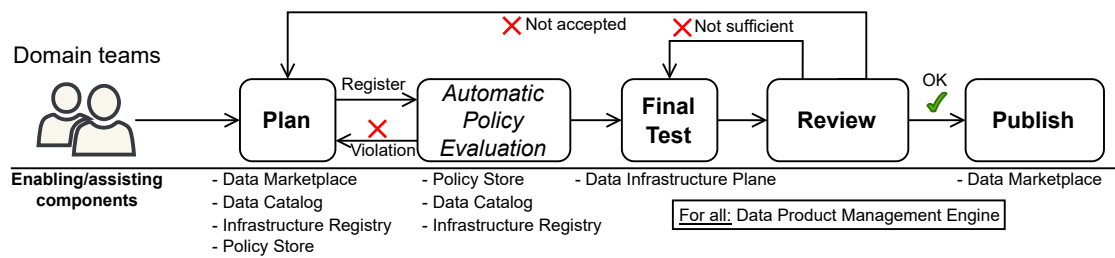 Not accepted
Not sufficient
Domain teams
Register
OK
Plan
Automatic
Policy
Evaluation
Final
Test
Review
Publish
Violation
Enabling/assisting
components
- Data Marketplace
- Data Catalog
- Infrastructure Registry
- Policy Store
- Policy Store
- Data Catalog
- Infrastructure Registry
- Data Infrastructure Plane
- Data Marketplace
For all: Data Product Management Engine